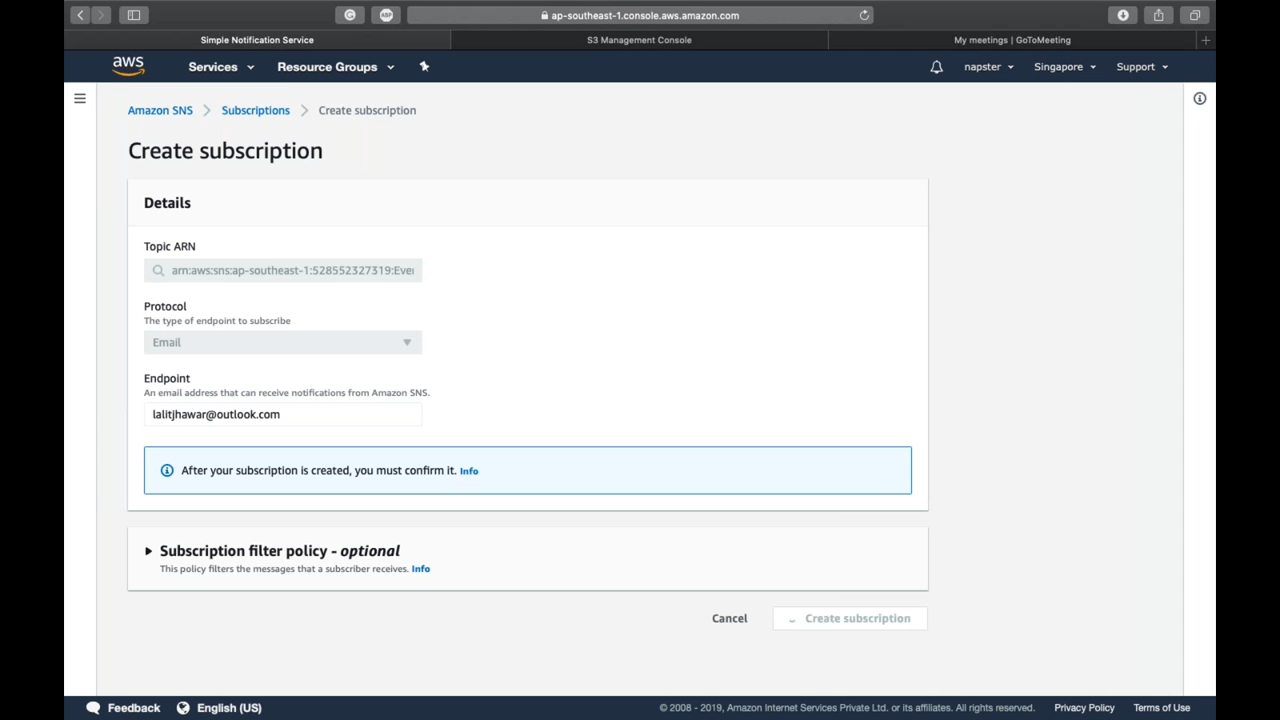 ap-southeast-1.console.aws.amazon.com
Simple Notification Service
S3 Management Console
My meetings | GoToMeeting
aws
Services
Resource Groups
napster
Singapore
Support
Amazon SNS
Subscriptions
Create subscription
Create subscription
Details
Topic ARN
arn:aws:sns:ap-southeast-1:528552327319:Ever
Protocol
The type of endpoint to subscribe
Email
Endpoint
An email address that can receive notifications from Amazon SNS.
lalitjhawar@outlook.com
After your subscription is created, you must confirm it. Info
Subscription filter policy - optional
This policy filters the messages that a subscriber receives. Info
Cancel
Create subscription
Feedback
English (US)
© 2008 - 2019, Amazon Internet Services Private Ltd. or its affiliates. All rights reserved.
Privacy Policy
Terms of Use